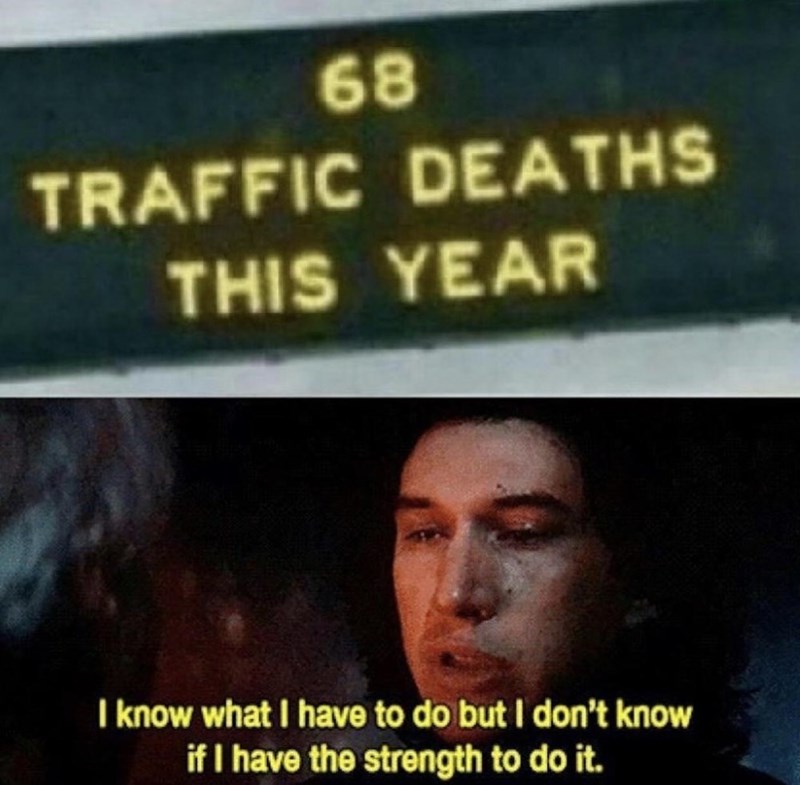 68
TRAFFIC DEATHS
THIS YEAR
I know what I have to do but I don't know
if I have the strength to do it.